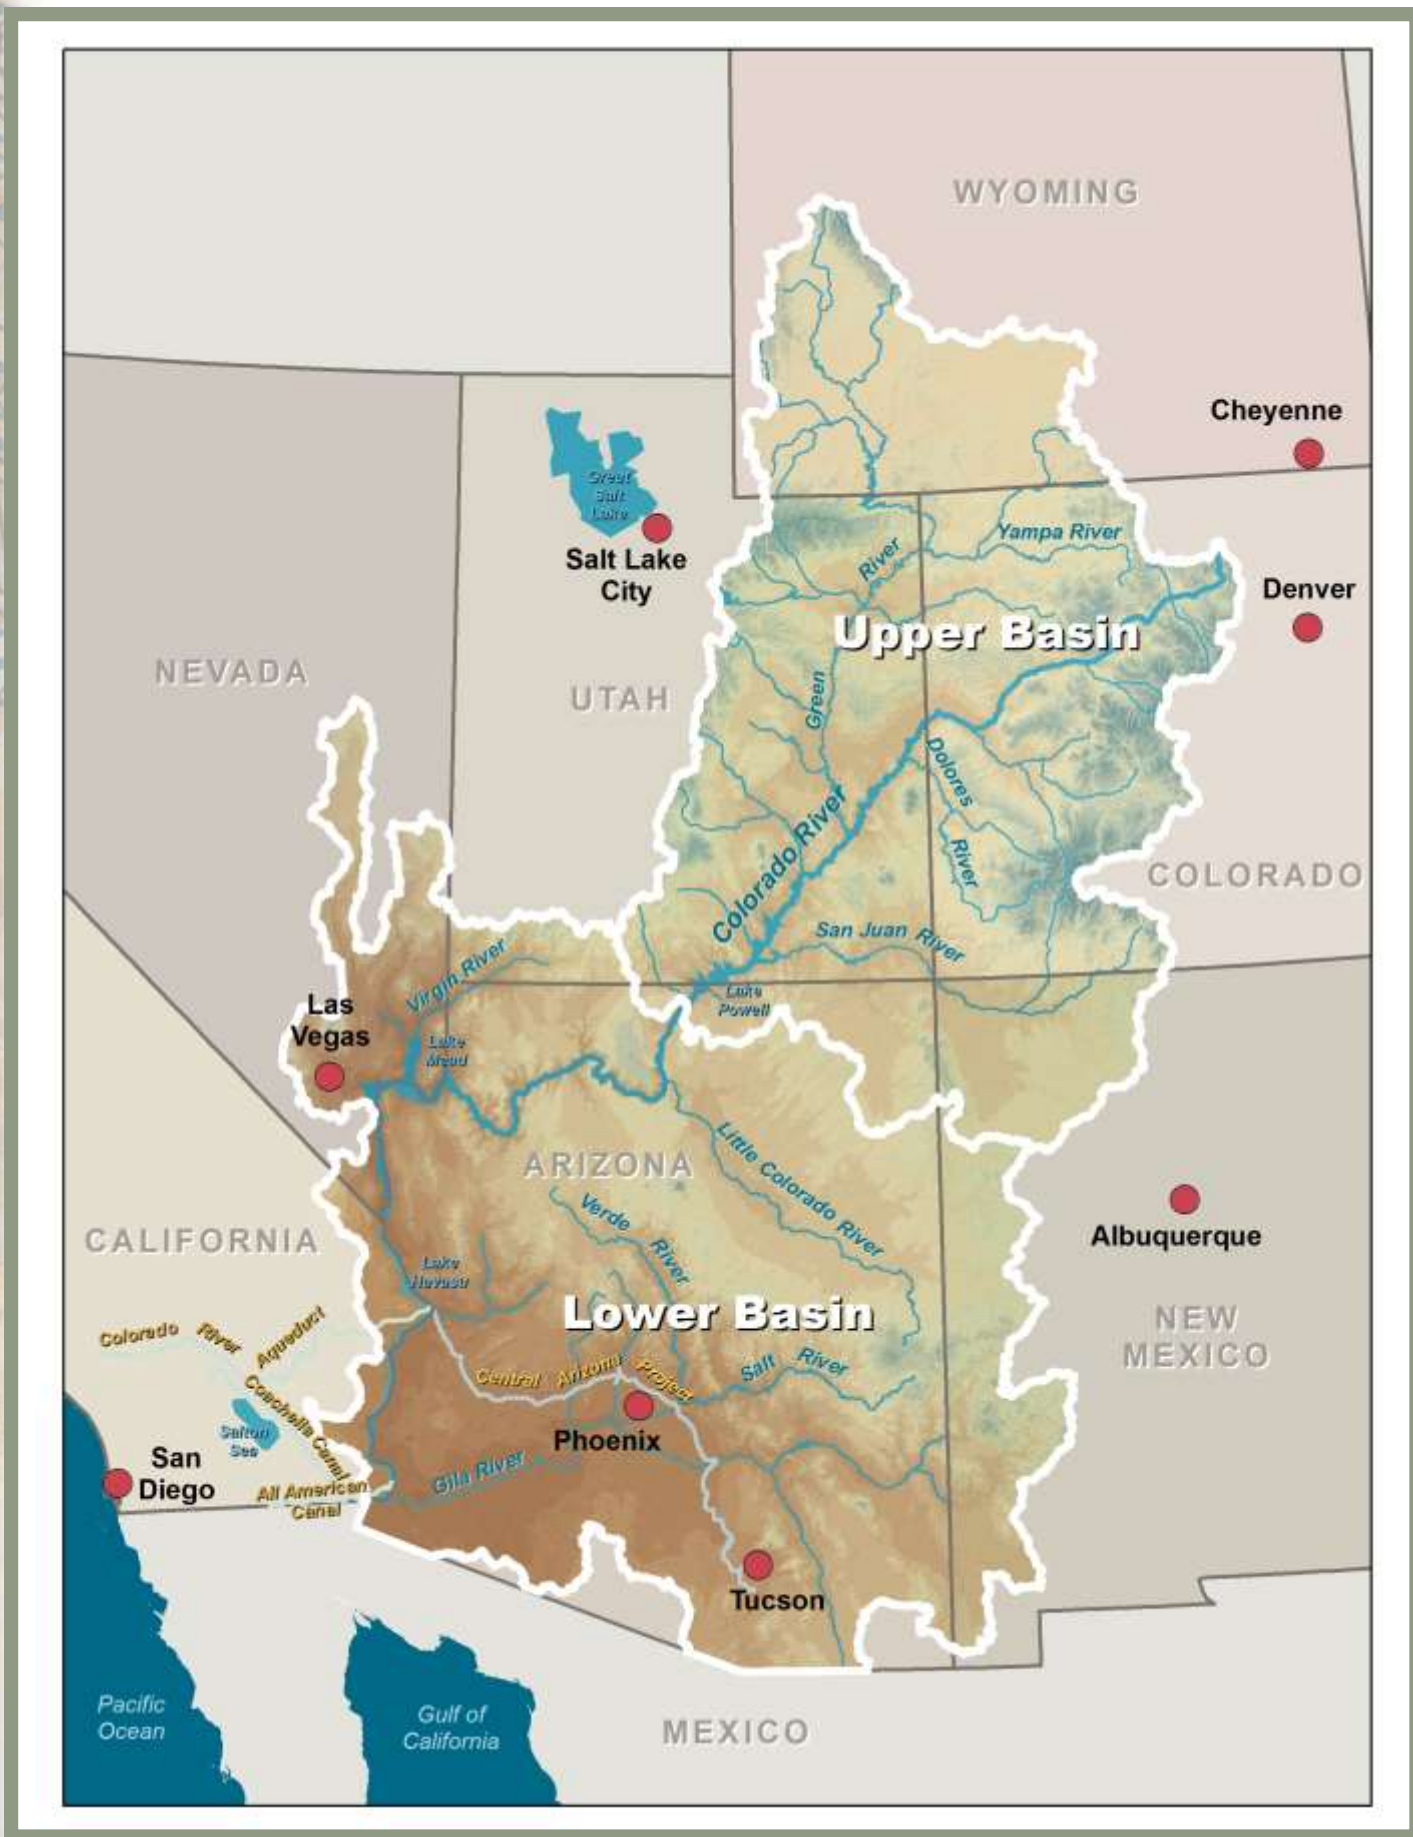 WYOMING
Cheyenne
Great
Salt
Lake
Salt Lake
City
Yampa River
River
Denver
Upper Basin
NEVADA
UTAH
Green
Dolores
River
Colorado River
COLORADO
San Juan River
Virgin River
Lake
Powell
Las
Vegas
Lake
Mead
ARIZONA
Little Colorado River
Albuquerque
Verde
River
CALIFORNIA
Lake
Havasu
Lower Basin
NEW
MEXICO
Colorado River Aqueduct
Coachella Canal
Central Arizona Project
Salt River
Salton
Sea
Phoenix
San
Diego
Gila River
All American
Canal
Tucson
Pacific
Ocean
Gulf of
California
MEXICO